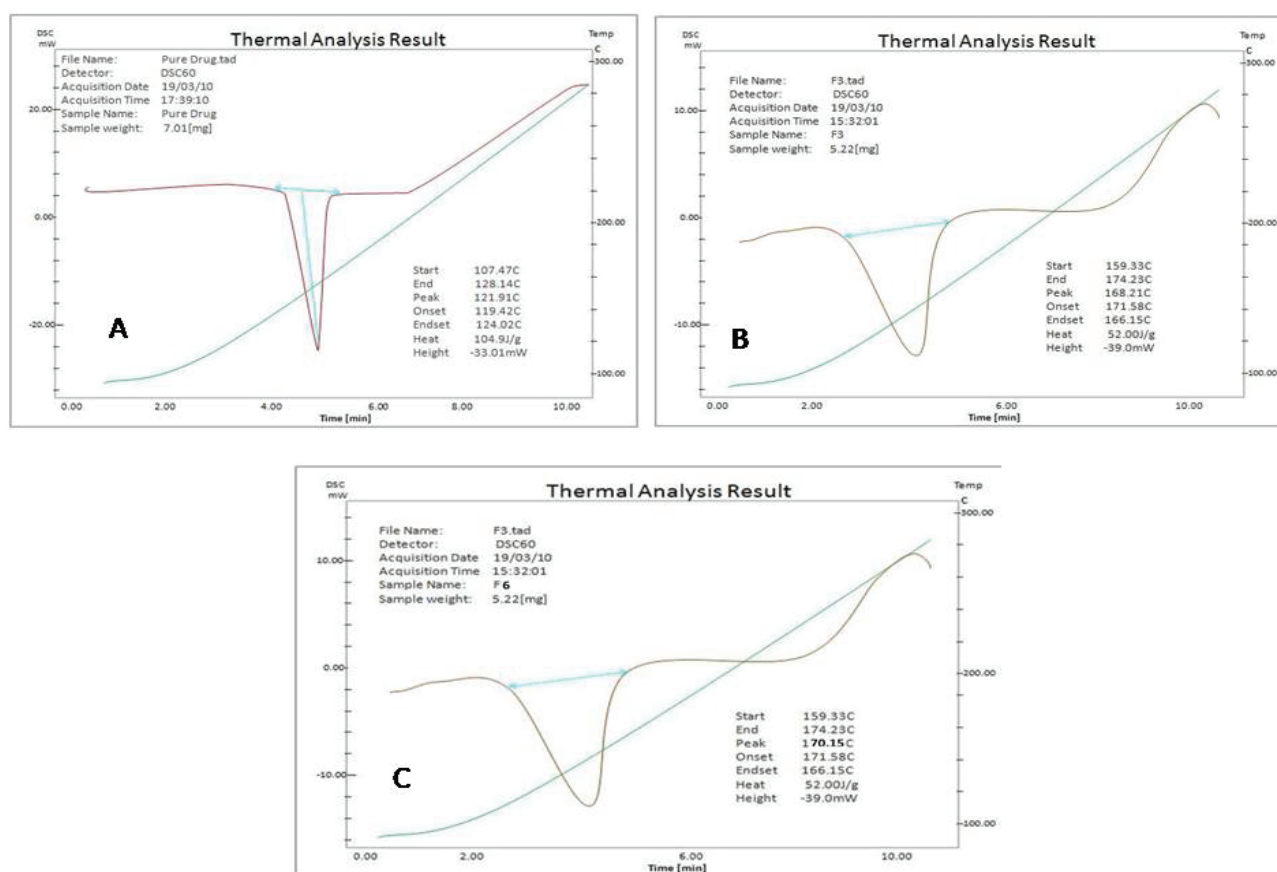 DSC
mW
Thermal Analysis Result
Temp
C
File Name: Pure Drug.tad
Detector: DSC60
Acquisition Date 19/03/10
Acquisition Time 17:39:10
Sample Name: Pure Drug
Sample weight: 7.01[mg]
300.00
20.00
0.00
200.00
-20.00
100.00
Start 107.47C
End 128.14C
Peak 121.91C
Onset 119.42C
Endset 124.02C
Heat 104.9J/g
Height -33.01mW
A
0.00 2.00 4.00 6.00 8.00 10.00
Time [min]
DSC
mW
Thermal Analysis Result
Temp
C
File Name: F3.tad
Detector: DSC60
Acquisition Date 19/03/10
Acquisition Time 15:32:01
Sample Name: F3
Sample weight: 5.22[mg]
300.00
10.00
0.00
200.00
-10.00
100.00
Start 159.33C
End 174.23C
Peak 168.21C
Onset 171.58C
Endset 166.15C
Heat 52.00J/g
Height -39.0mW
B
0.00 2.00 6.00 10.00
Time [min]
DSC
mW
Thermal Analysis Result
Temp
C
File Name: F3.tad
Detector: DSC60
Acquisition Date 19/03/10
Acquisition Time 15:32:01
Sample Name: F6
Sample weight: 5.22[mg]
300.00
10.00
0.00
200.00
-10.00
100.00
Start 159.33C
End 174.23C
Peak 170.15C
Onset 171.58C
Endset 166.15C
Heat 52.00J/g
Height -39.0mW
C
0.00 2.00 6.00 10.00
Time [min]